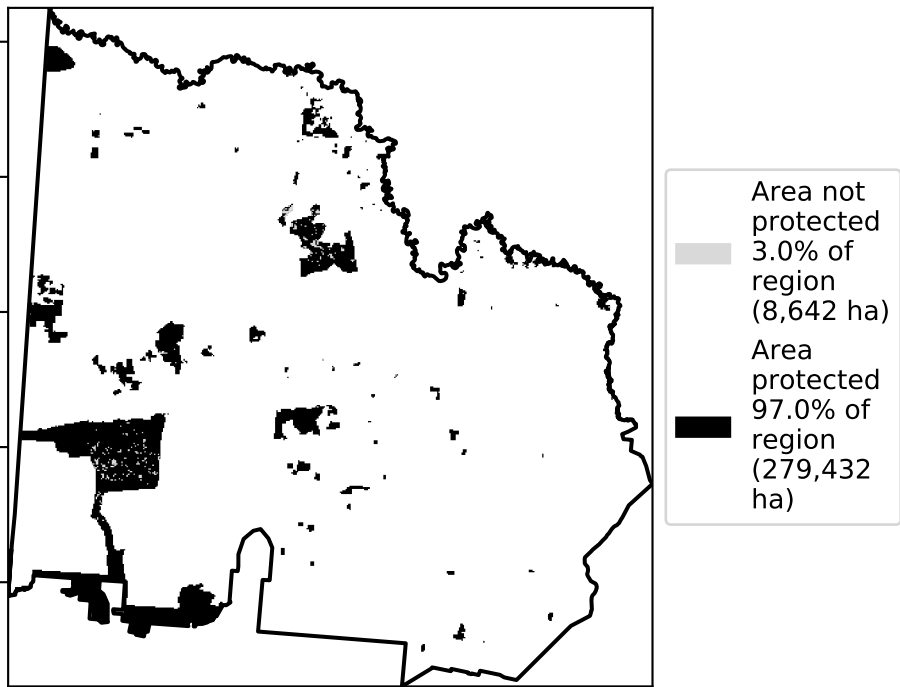 Area not
protected
3.0% of
region
(8,642 ha)
Area
protected
97.0% of
region
(279,432
ha)